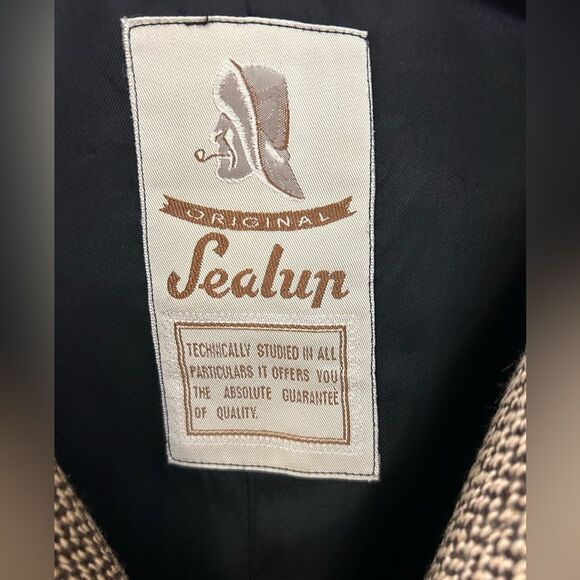 ORIGINAL
Sealup
TECHNICALLY STUDIED IN ALL
PARTICULARS IT OFFERS YOU
THE ABSOLUTE GUARANTEE
OF QUALITY.